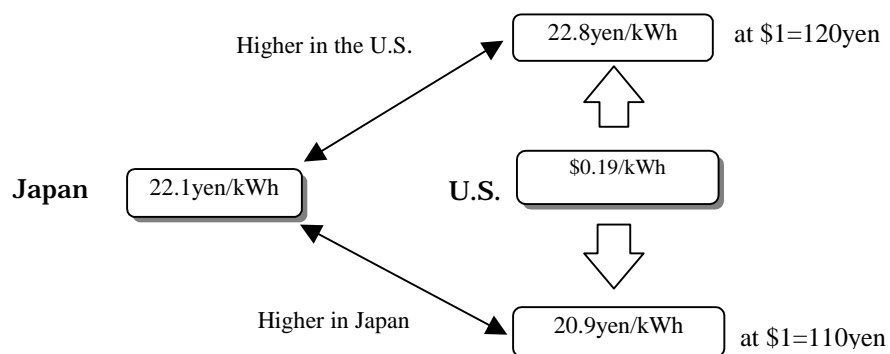 22.8yen/kWh at $1=120yen
Higher in the U.S.
$0.19/kWh
Japan 22.1yen/kWh U.S.
Higher in Japan
20.9yen/kWh at $1=110yen